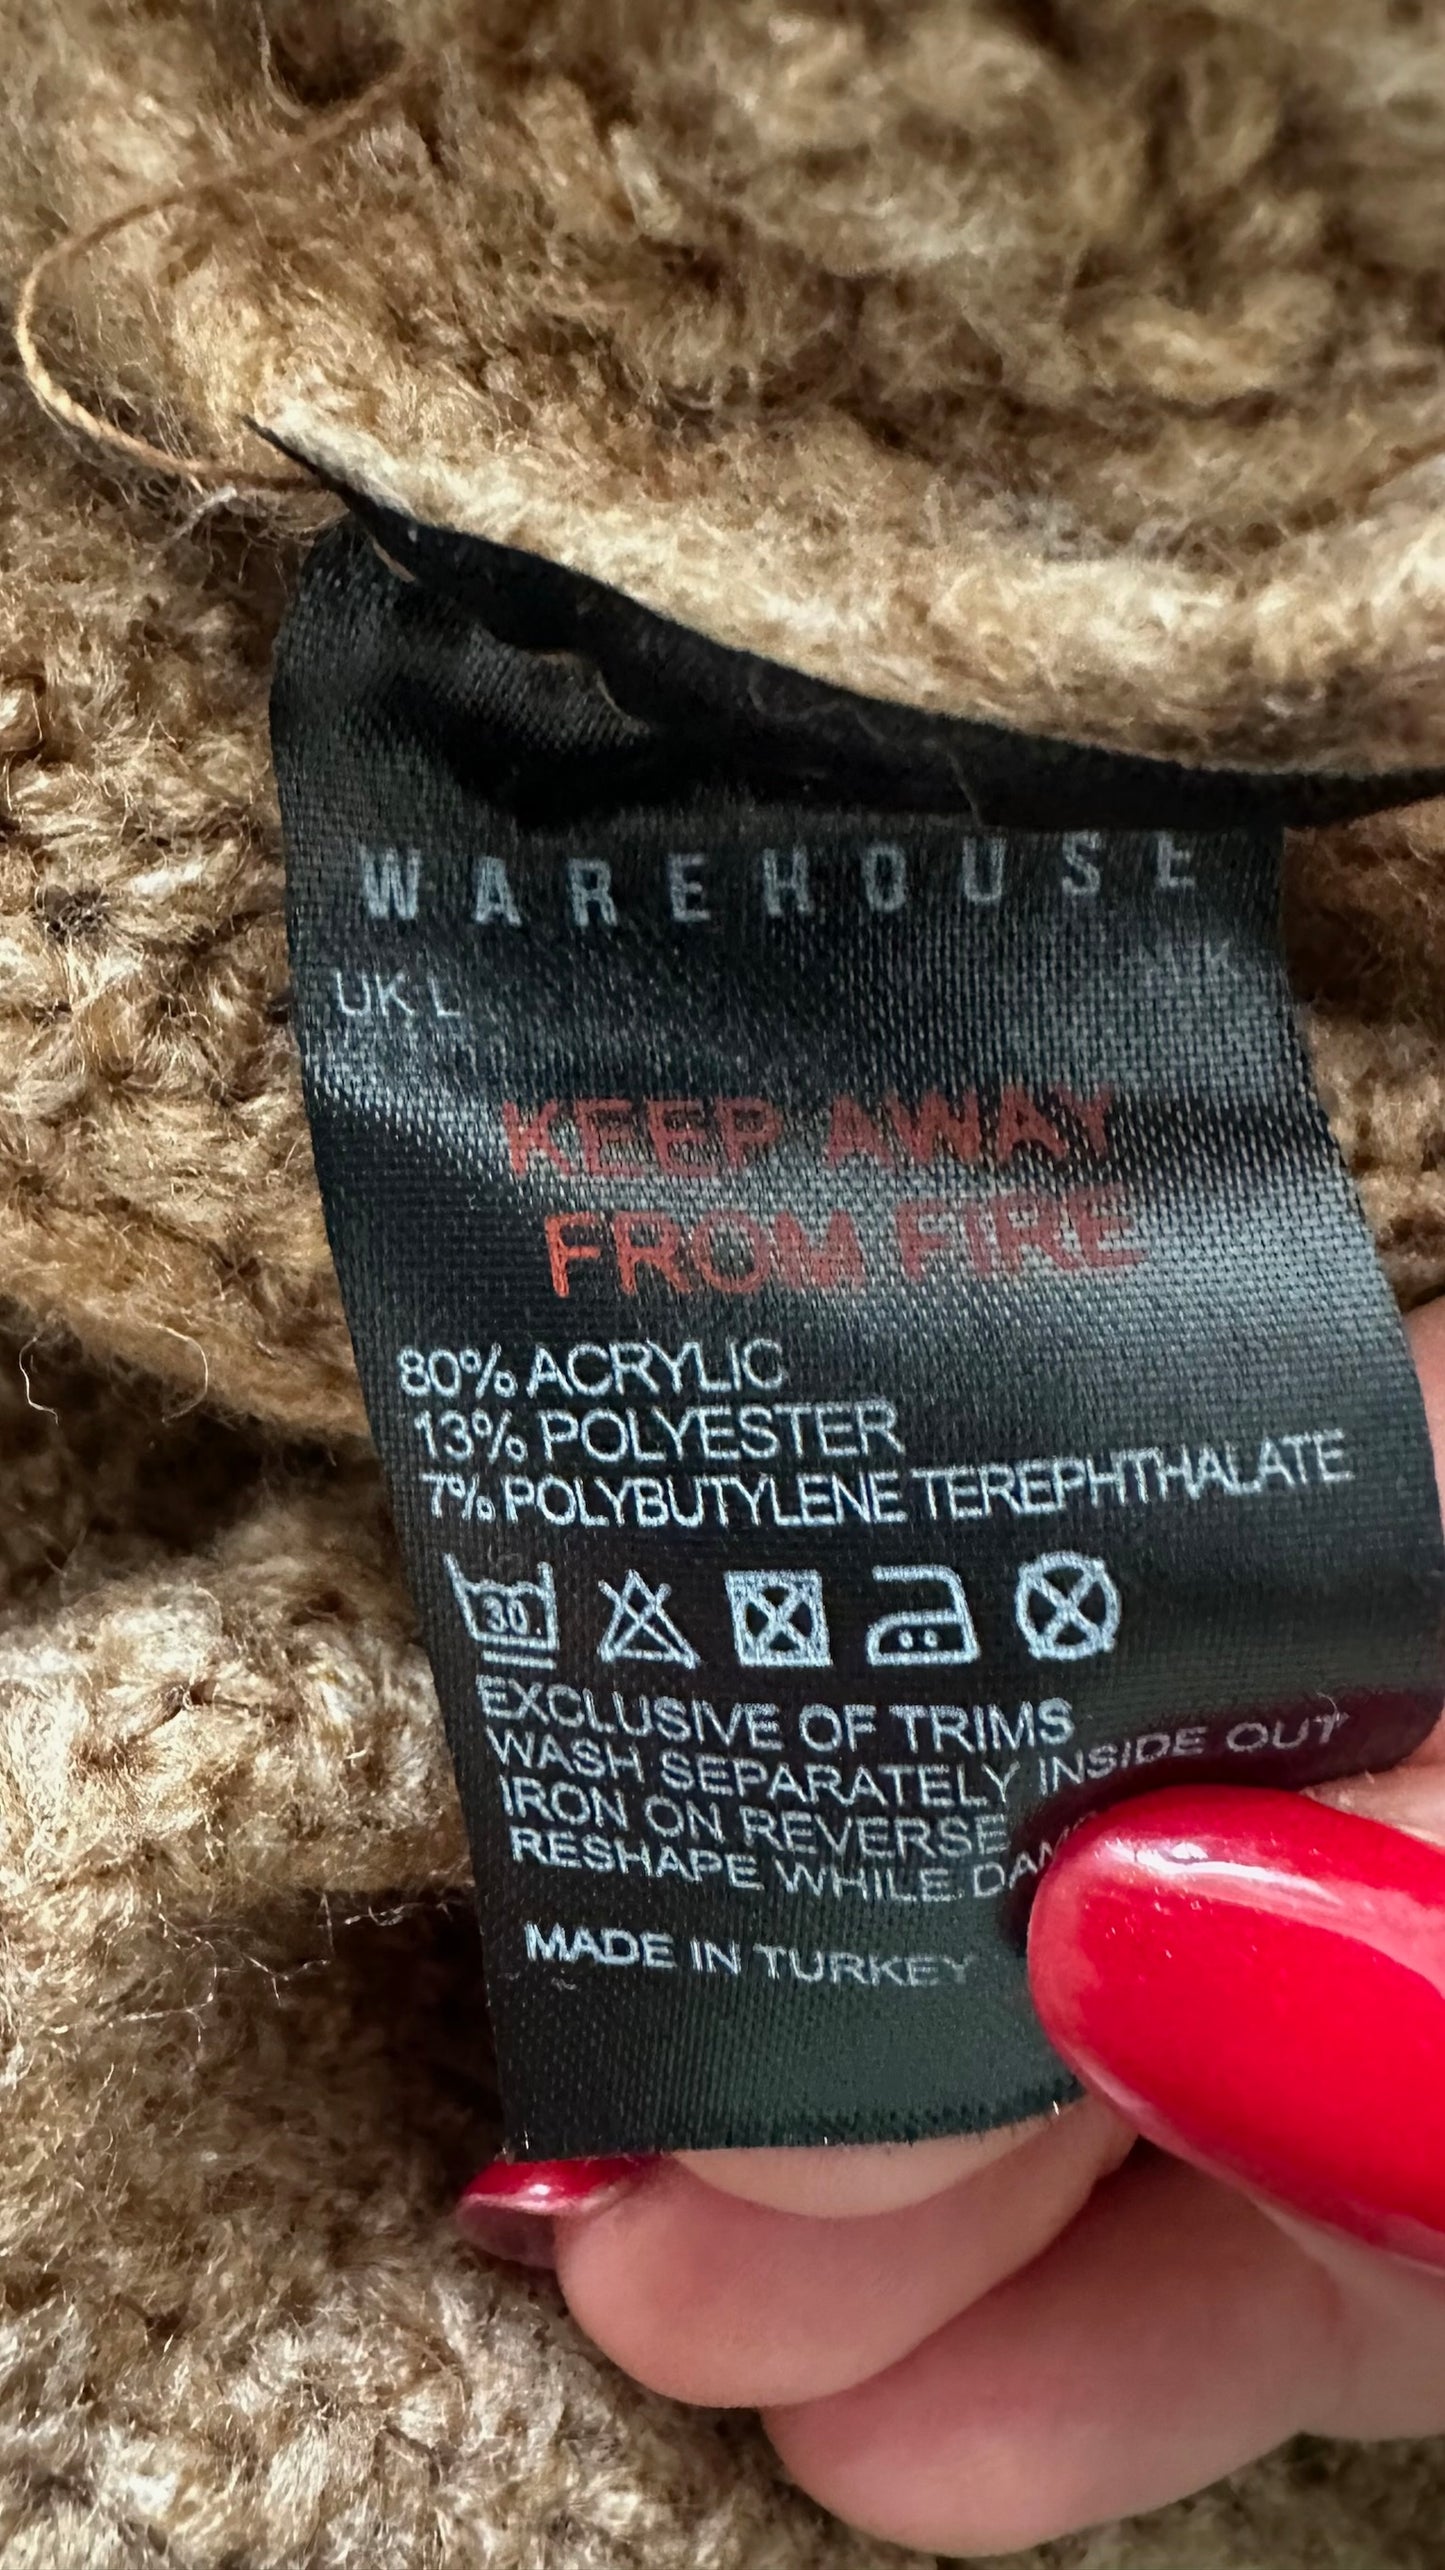 WAREHOUSE
UK L
KEEP AWAY
FROM FIRE
80% ACRYLIC
13% POLYESTER
7% POLYBUTYLENE TEREPHTHALATE
30
EXCLUSIVE OF TRIMS
WASH SEPARATELY INSIDE OUT
IRON ON REVERSE
RESHAPE WHILE
MADE IN TURKEY